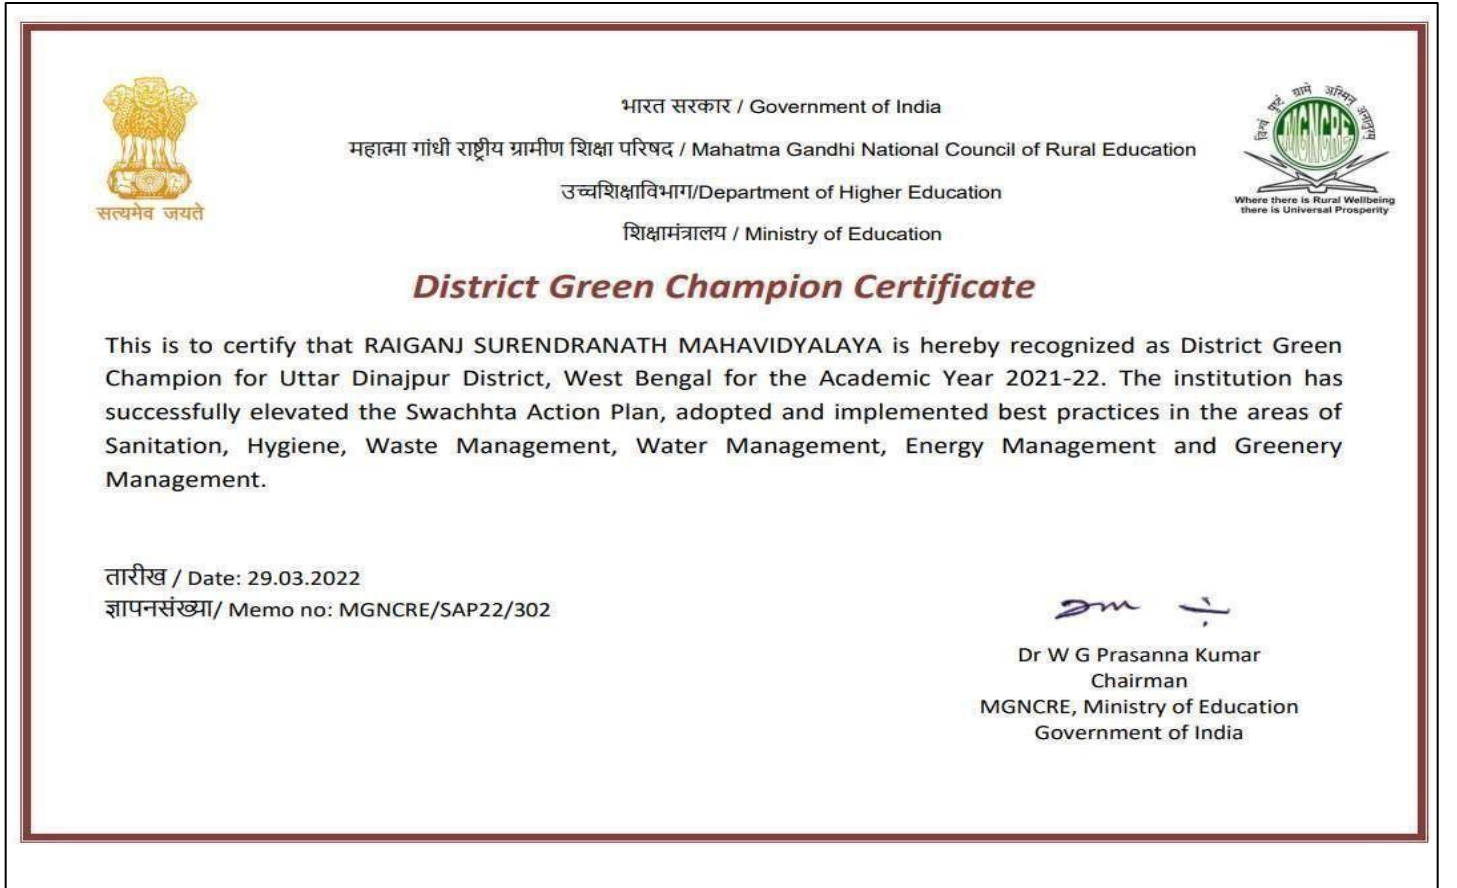 भारत सरकार / Government of India
महात्मा गांधी राष्ट्रीय ग्रामीण शिक्षा परिषद / Mahatma Gandhi National Council of Rural Education
उच्चशिक्षाविभाग/Department of Higher Education
शिक्षामंत्रालय / Ministry of Education
सत्यमेव जयते
विश्वं पुष्टं ग्रामे अस्मिन् अनातुरम्
MGNCRE
Where there is Rural Wellbeing
there is Universal Prosperity
District Green Champion Certificate
This is to certify that RAIGANJ SURENDRANATH MAHAVIDYALAYA is hereby recognized as District Green
Champion for Uttar Dinajpur District, West Bengal for the Academic Year 2021-22. The institution has
successfully elevated the Swachhta Action Plan, adopted and implemented best practices in the areas of
Sanitation, Hygiene, Waste Management, Water Management, Energy Management and Greenery
Management.
तारीख / Date: 29.03.2022
ज्ञापनसंख्या/ Memo no: MGNCRE/SAP22/302
Dr W G Prasanna Kumar
Chairman
MGNCRE, Ministry of Education
Government of India